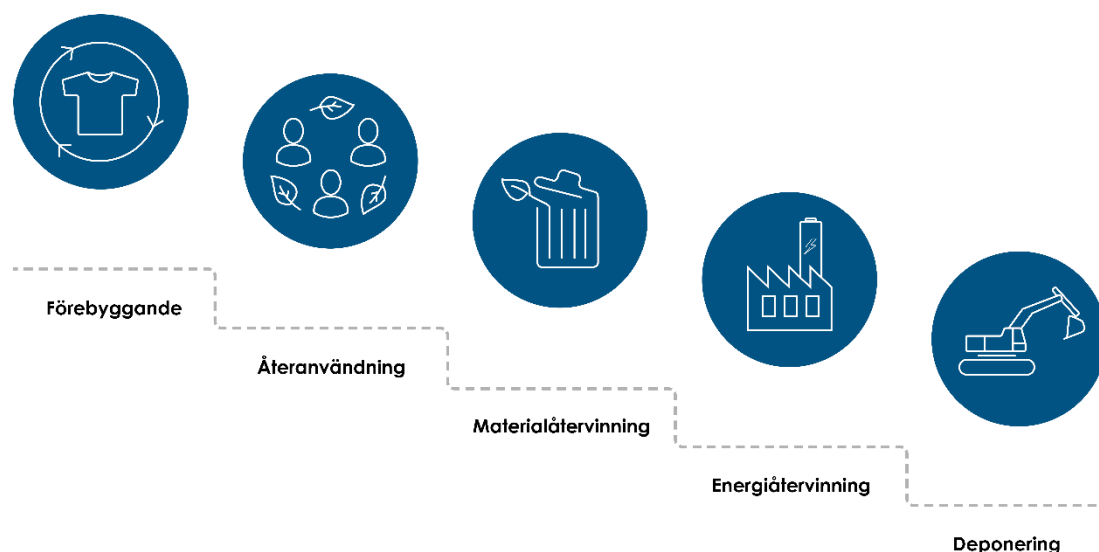 Förebyggande
Återanvändning
Materialåtervinning
Energiåtervinning
Deponering